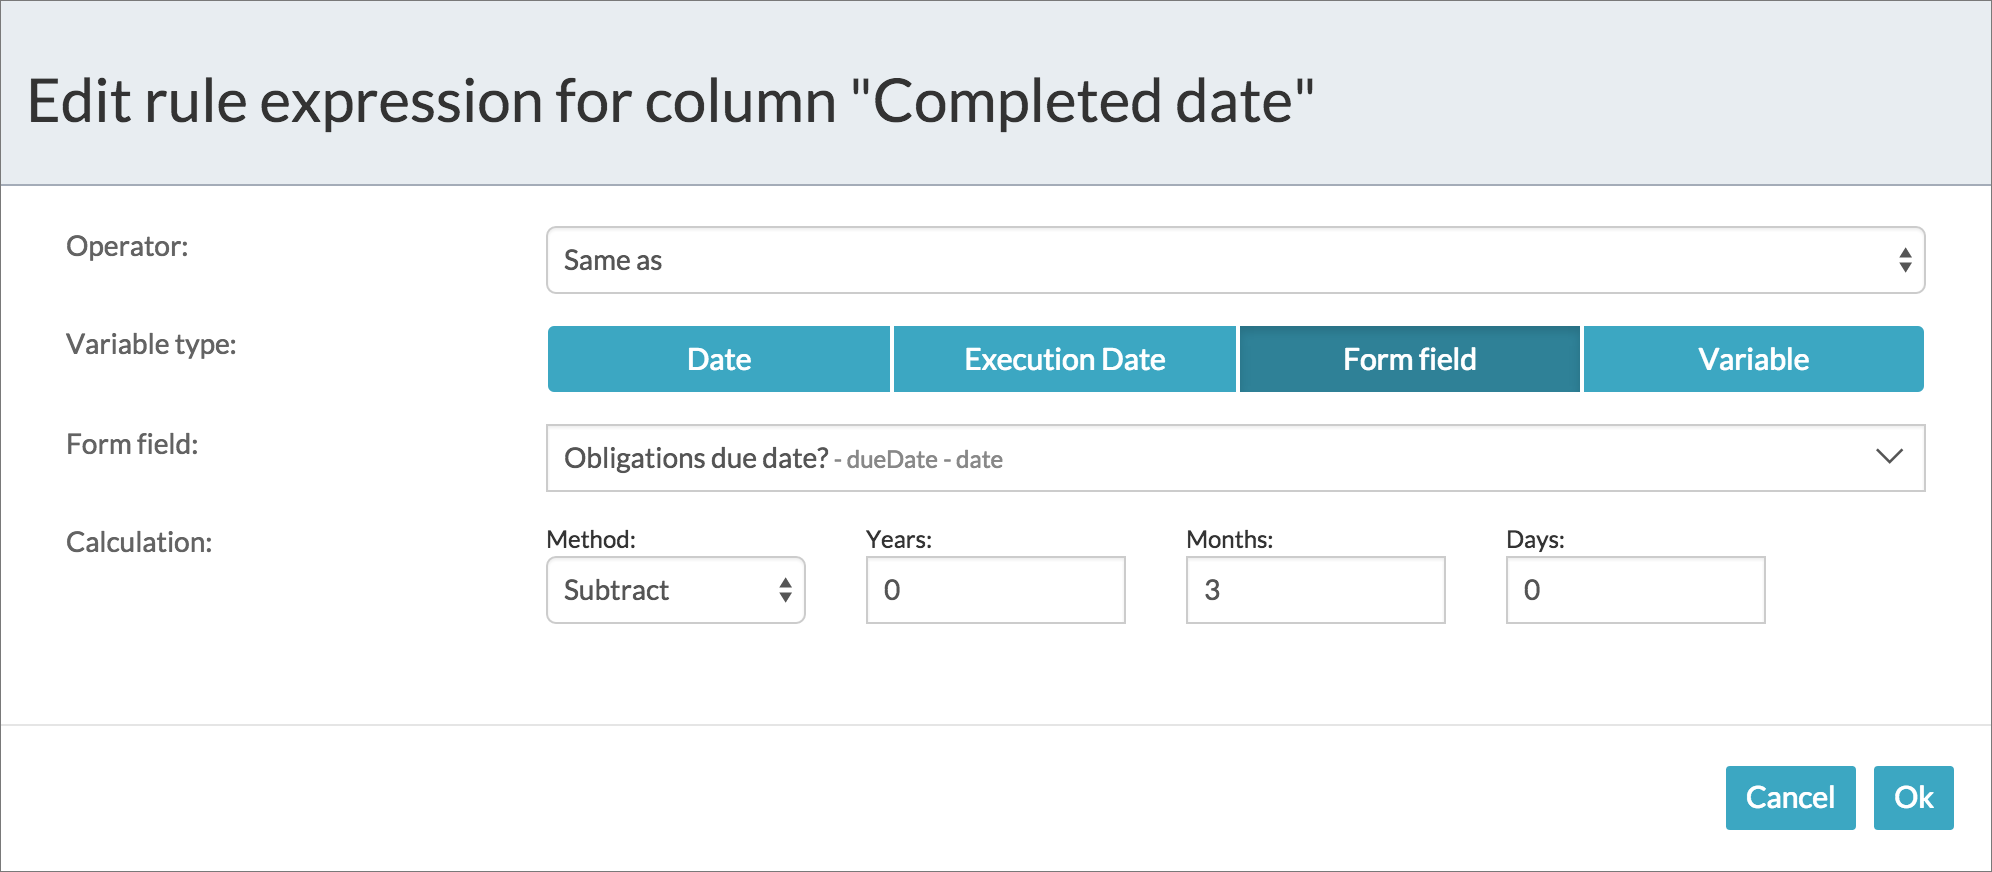 Edit rule expression for column "Completed date"
Operator:
Same as
Variable type:
Date
Execution Date
Form field
Variable
Form field:
Obligations due date? - dueDate - date
Calculation:
Method:
Years:
Months:
Days:
Subtract
0
3
0
Cancel
Ok